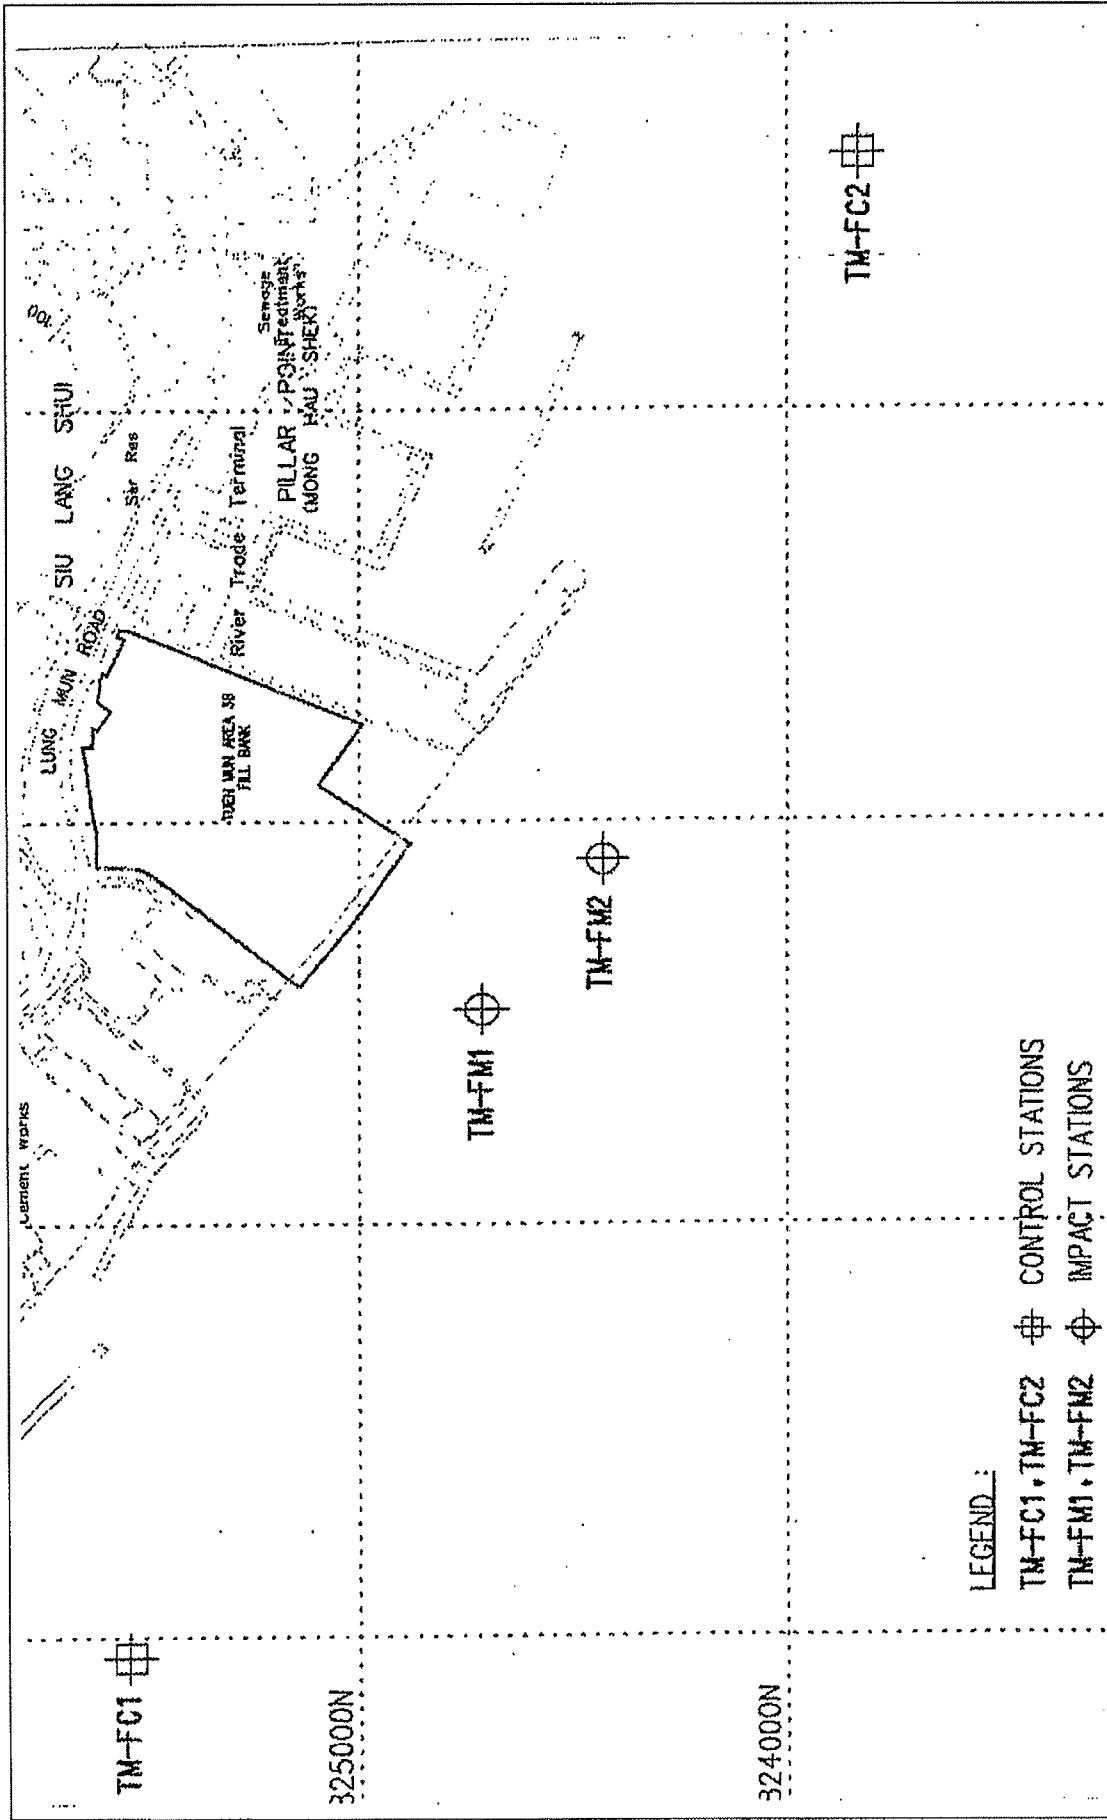 Cement works
LUNG MUN ROAD
SIU LANG SHUI
100
Ser Res
TUEN MUN AREA 38
FILL BANK
River Trade Terminal
Sewage
Treatment
Works
PILLAR POINT
(MONG HAU SHEK)
TM-FC1
325000N
TM-FM1
TM-FM2
324000N
TM-FC2
LEGEND :
TM-FC1, TM-FC2 CONTROL STATIONS
TM-FM1, TM-FM2 IMPACT STATIONS